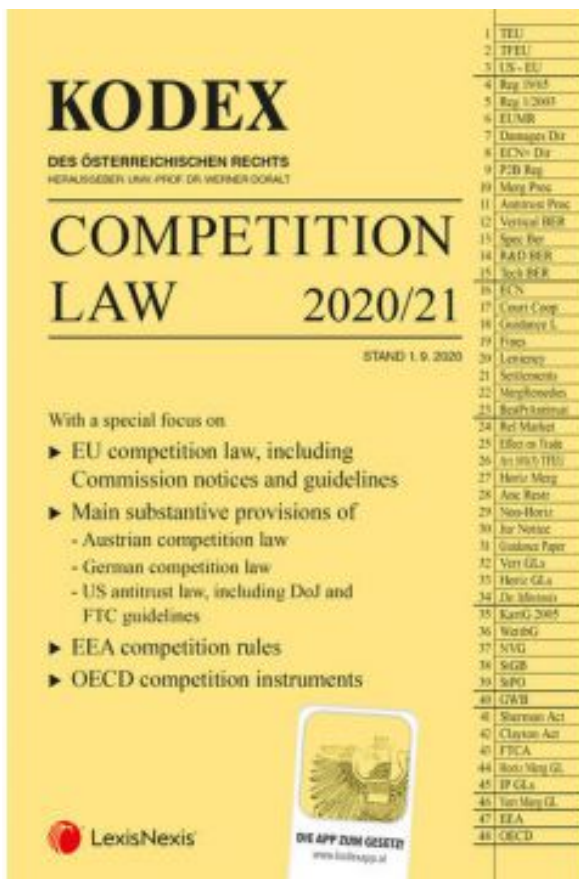 KODEX
DES ÖSTERREICHISCHEN RECHTS
HERAUSGEBER: UNIV.-PROF. DR. WERNER DORALT
COMPETITION
LAW 2020/21
STAND 1. 9. 2020
With a special focus on
► EU competition law, including
Commission notices and guidelines
► Main substantive provisions of
- Austrian competition law
- German competition law
- US antitrust law, including DoJ and
FTC guidelines
► EEA competition rules
► OECD competition instruments
DIE APP ZUM GESETZ!
www.kodexapp.at
LexisNexis
1 TEU
2 TFEU
3 US - EU
4 Reg 19/65
5 Reg 1/2003
6 EUMR
7 Damages Dir
8 ECN+ Dir
9 P2B Reg
10 Merg Proc
11 Antitrust Proc
12 Vertical BER
13 Spec Ber
14 R&D BER
15 Tech BER
16 ECN
17 Court Coop
18 Guidance L
19 Fines
20 Leniency
21 Settlements
22 MergRemedies
23 BestPrAntitrust
24 Rel Market
25 Effect on Trade
26 Art 101(3) TFEU
27 Horiz Merg
28 Anc Restr
29 Non-Horiz
30 Jur Notice
31 Guidance Paper
32 Vert GLs
33 Horiz GLs
34 De Minimis
35 KartG 2005
36 WettbG
37 NVG
38 StGB
39 StPO
40 GWB
41 Sherman Act
42 Clayton Act
43 FTCA
44 Horiz Merg GL
45 IP GLs
46 Vert Merg GL
47 EEA
48 OECD